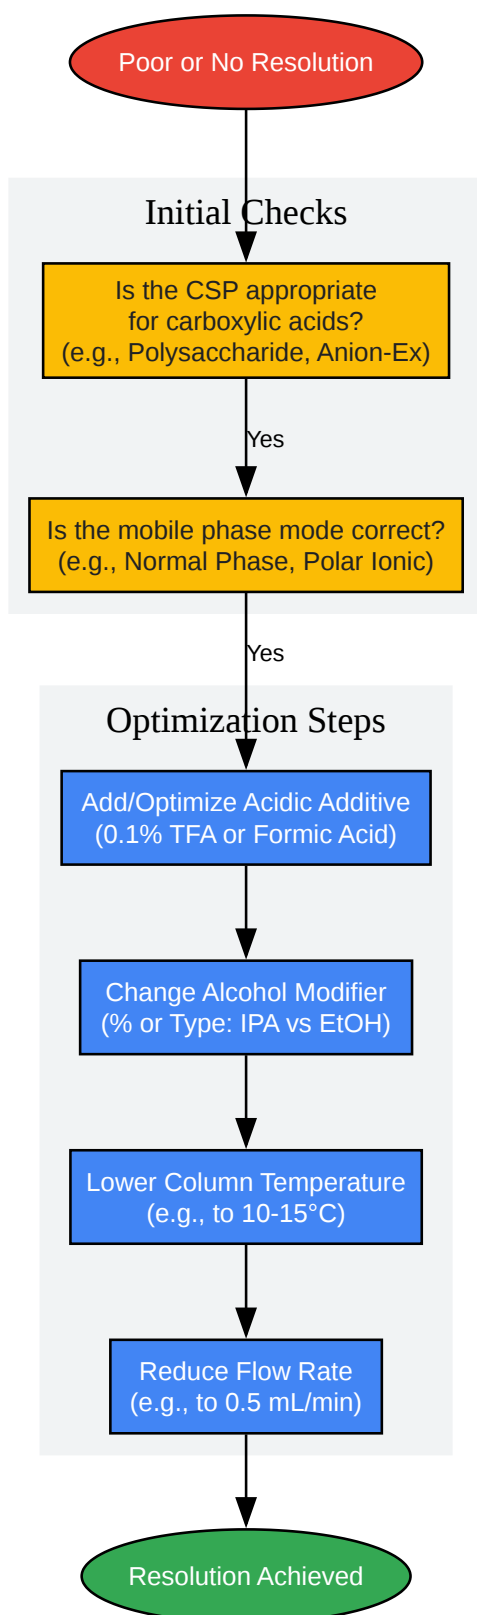 Poor or No Resolution
Initial Checks
Is the CSP appropriate
for carboxylic acids?
(e.g., Polysaccharide, Anion-Ex)
Yes
Is the mobile phase mode correct?
(e.g., Normal Phase, Polar Ionic)
Yes
Optimization Steps
Add/Optimize Acidic Additive
(0.1% TFA or Formic Acid)
Change Alcohol Modifier
(% or Type: IPA vs EtOH)
Lower Column Temperature
(e.g., to 10-15°C)
Reduce Flow Rate
(e.g., to 0.5 mL/min)
Resolution Achieved